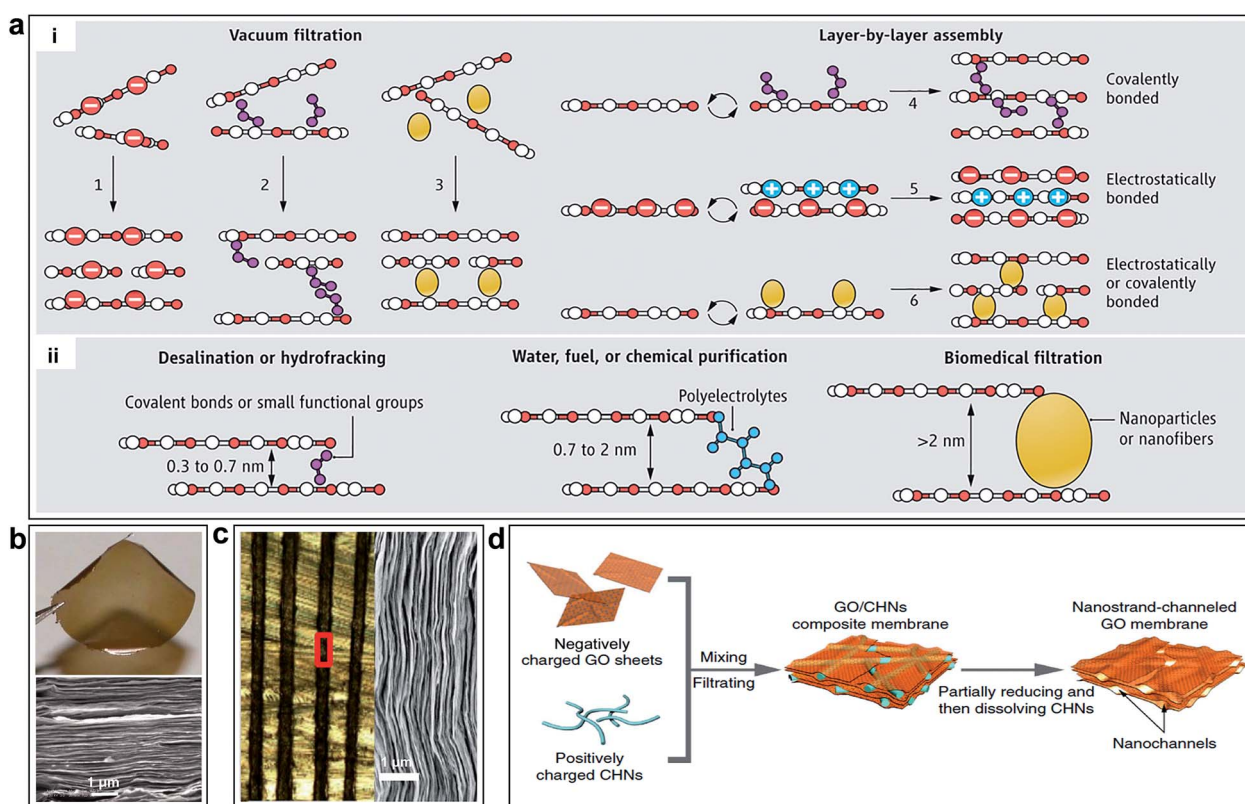 a
i
Vacuum filtration
Layer-by-layer assembly
1
2
3
4
Covalently
bonded
5
Electrostatically
bonded
6
Electrostatically
or covalently
bonded
− − −
− −
− −
− −
− − −
+ + +
− − −
− − −
+ + +
− − −
ii
Desalination or hydrofracking
Covalent bonds or small functional groups
0.3 to 0.7 nm
Water, fuel, or chemical purification
Polyelectrolytes
0.7 to 2 nm
Biomedical filtration
>2 nm
Nanoparticles
or nanofibers
b
1 µm
c
1 µm
d
Negatively
charged GO sheets
Positively
charged CHNs
Mixing
Filtrating
GO/CHNs
composite membrane
Partially reducing and
then dissolving CHNs
Nanostrand-channeled
GO membrane
Nanochannels